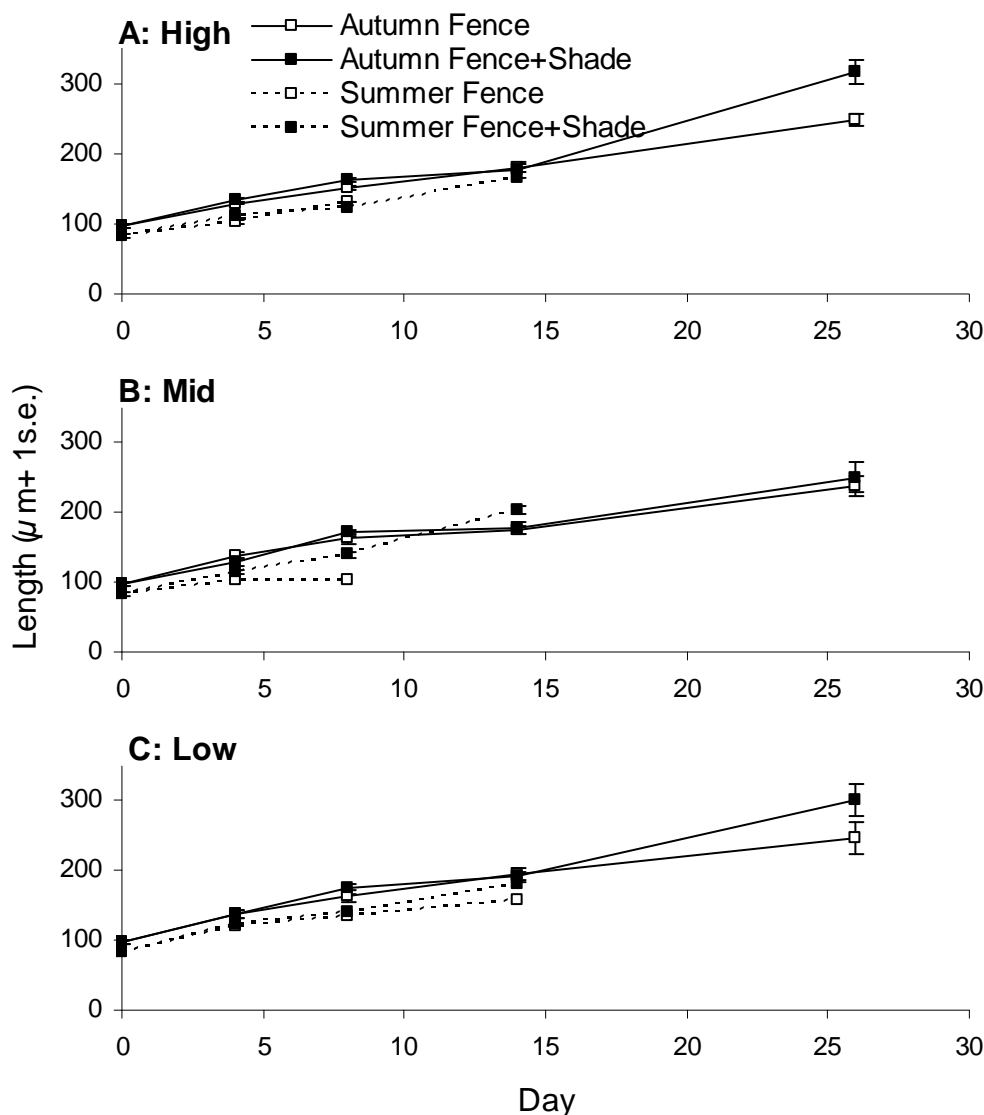 A: High
Autumn Fence
Autumn Fence+Shade
Summer Fence
Summer Fence+Shade
300
200
100
0
0 5 10 15 20 25 30
B: Mid
300
200
100
0
0 5 10 15 20 25 30
Length (μm+ 1s.e.)
C: Low
300
200
100
0
0 5 10 15 20 25 30
Day